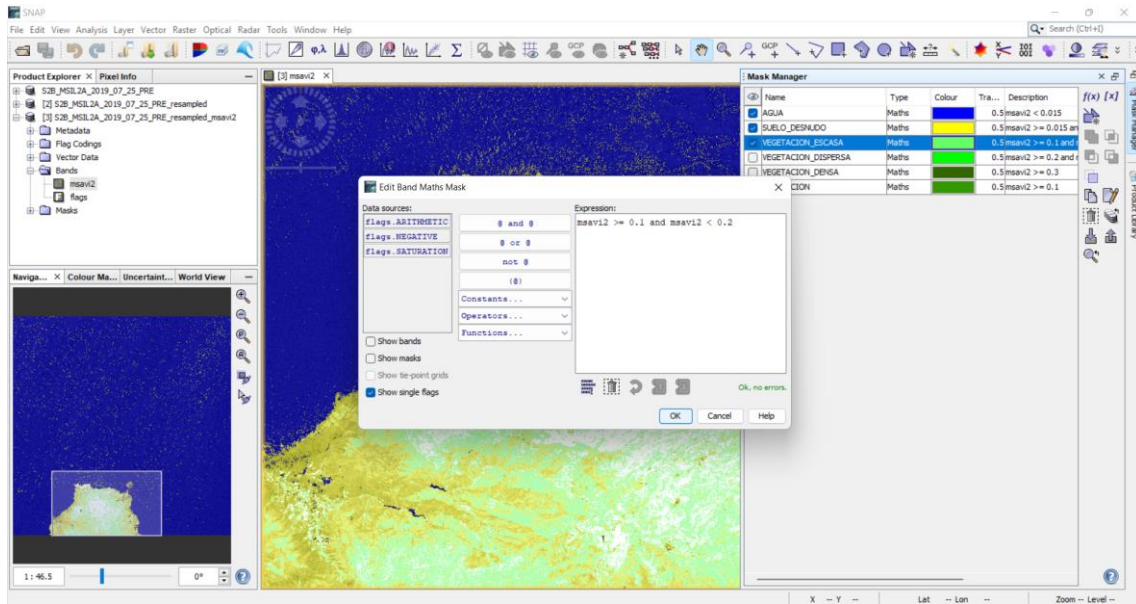 SNAP
File Edit View Analysis Layer Vector Raster Optical Radar Tools Window Help
Search (Ctrl+I)
Product Explorer × Pixel Info
S2B_MSIL2A_2019_07_25_PRE
[2] S2B_MSIL2A_2019_07_25_PRE_resampled
[3] S2B_MSIL2A_2019_07_25_PRE_resampled_msavi2
Metadata
Flag Codings
Vector Data
Bands
msavi2
flags
Masks
[3] msavi2 ×
Naviga... × Colour Ma... Uncertaint... World View
1 : 46.5
0°
Edit Band Maths Mask
Data sources:
flags.ARITHMETIC
flags.NEGATIVE
flags.SATURATION
@ and @
@ or @
not @
(@)
Constants...
Operators...
Functions...
Show bands
Show masks
Show tie-point grids
Show single flags
Expression:
msavi2 >= 0.1 and msavi2 < 0.2
Ok, no errors.
OK Cancel Help
Mask Manager
Name Type Colour Tra... Description
AGUA Maths 0.5 msavi2 < 0.015
SUELO_DESNUDO Maths 0.5 msavi2 >= 0.015 an
VEGETACION_ESCASA Maths 0.5 msavi2 >= 0.1 and
VEGETACION_DISPERSA Maths 0.5 msavi2 >= 0.2 and
VEGETACION_DENSA Maths 0.5 msavi2 >= 0.3
CION Maths 0.5 msavi2 >= 0.1
f(x) [x]
Mask Manager
Product Library
X -- Y -- Lat -- Lon -- Zoom -- Level --